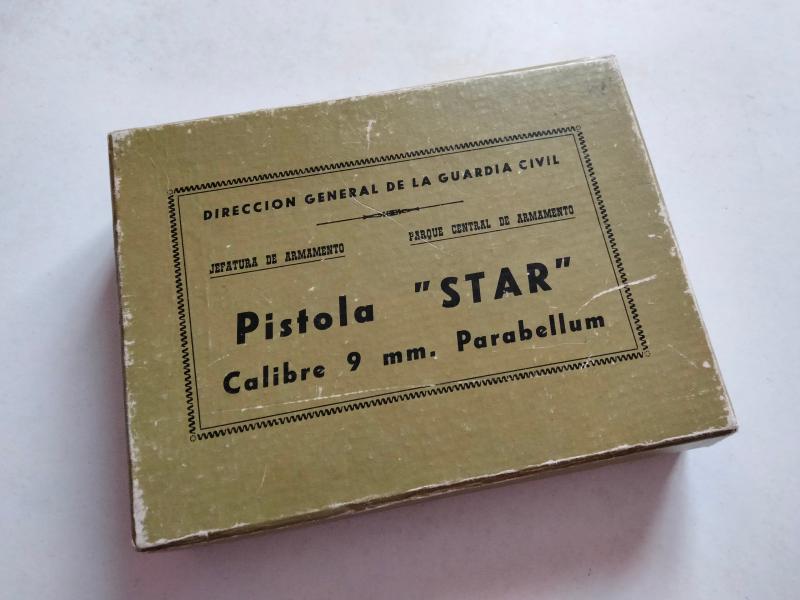 DIRECCION GENERAL DE LA GUARDIA CIVIL
JEFATURA DE ARMAMENTO
PARQUE CENTRAL DE ARMAMENTO
Pistola "STAR"
Calibre 9 mm. Parabellum